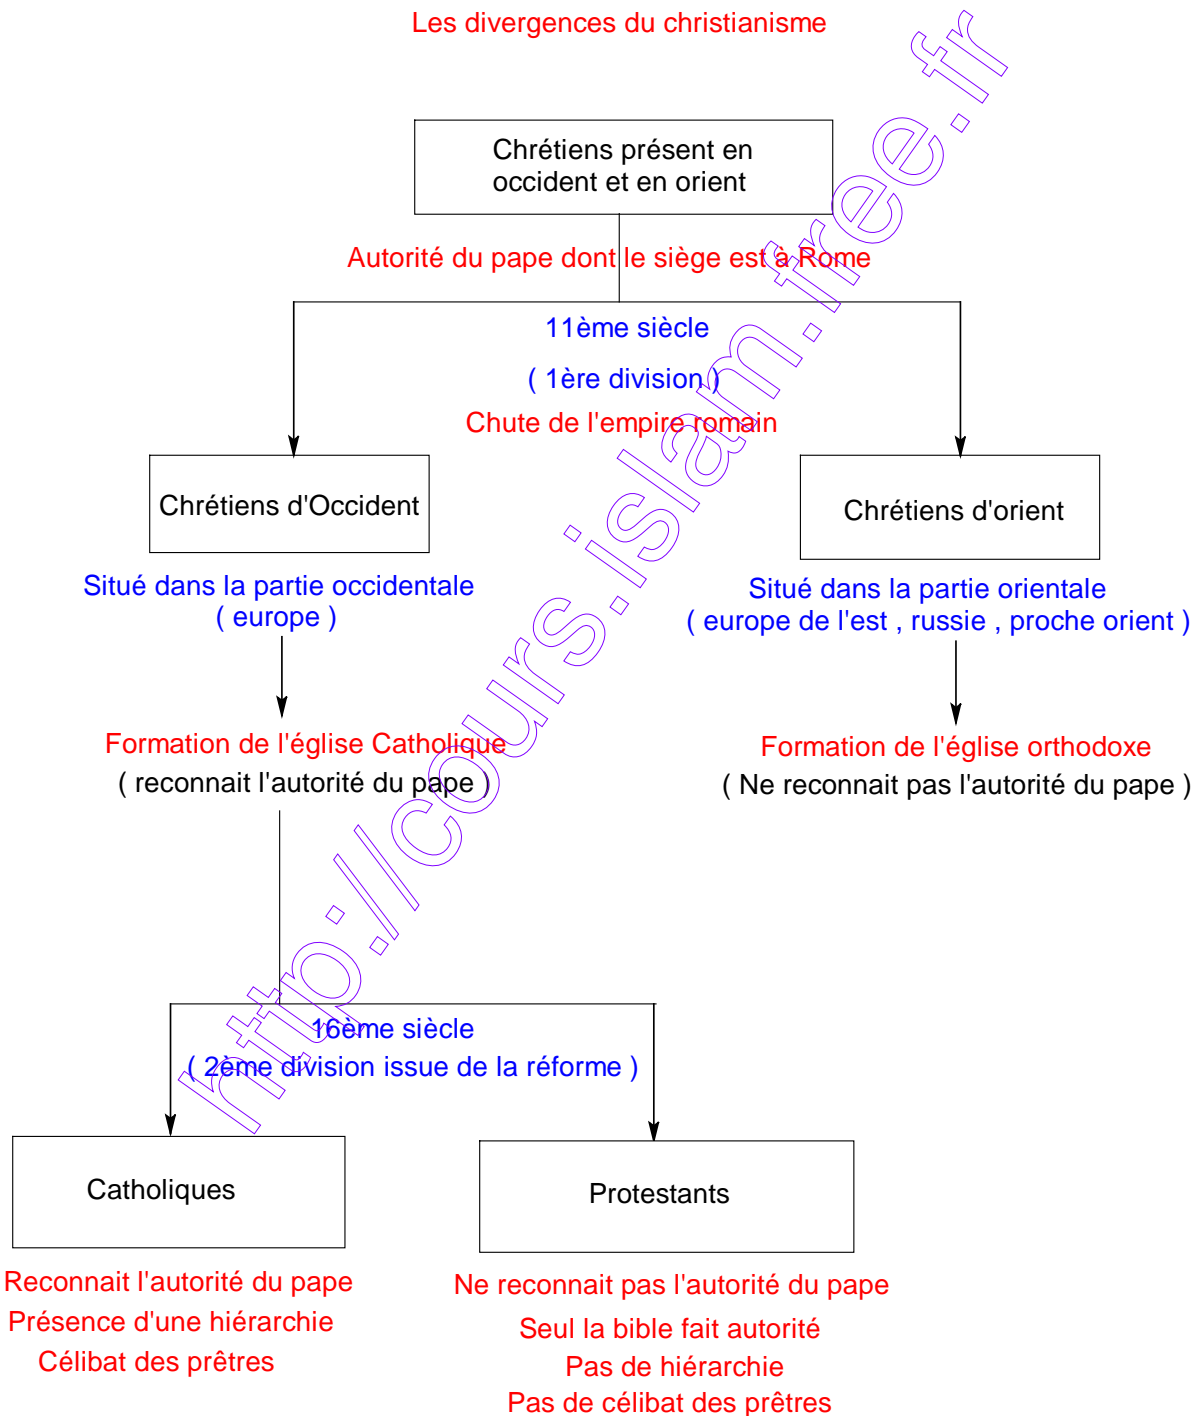 Les divergences du christianisme
Chrétiens présent en
occident et en orient
Autorité du pape dont le siège est à Rome
11ème siècle
( 1ère division )
Chute de l'empire romain
Chrétiens d'Occident
Chrétiens d'orient
Situé dans la partie occidentale
( europe )
Situé dans la partie orientale
( europe de l'est , russie , proche orient )
Formation de l'église Catholique
( reconnait l'autorité du pape )
Formation de l'église orthodoxe
( Ne reconnait pas l'autorité du pape )
16ème siècle
( 2ème division issue de la réforme )
Catholiques
Protestants
Reconnait l'autorité du pape
Présence d'une hiérarchie
Célibat des prêtres
Ne reconnait pas l'autorité du pape
Seul la bible fait autorité
Pas de hiérarchie
Pas de célibat des prêtres
http://cours.islam.free.fr